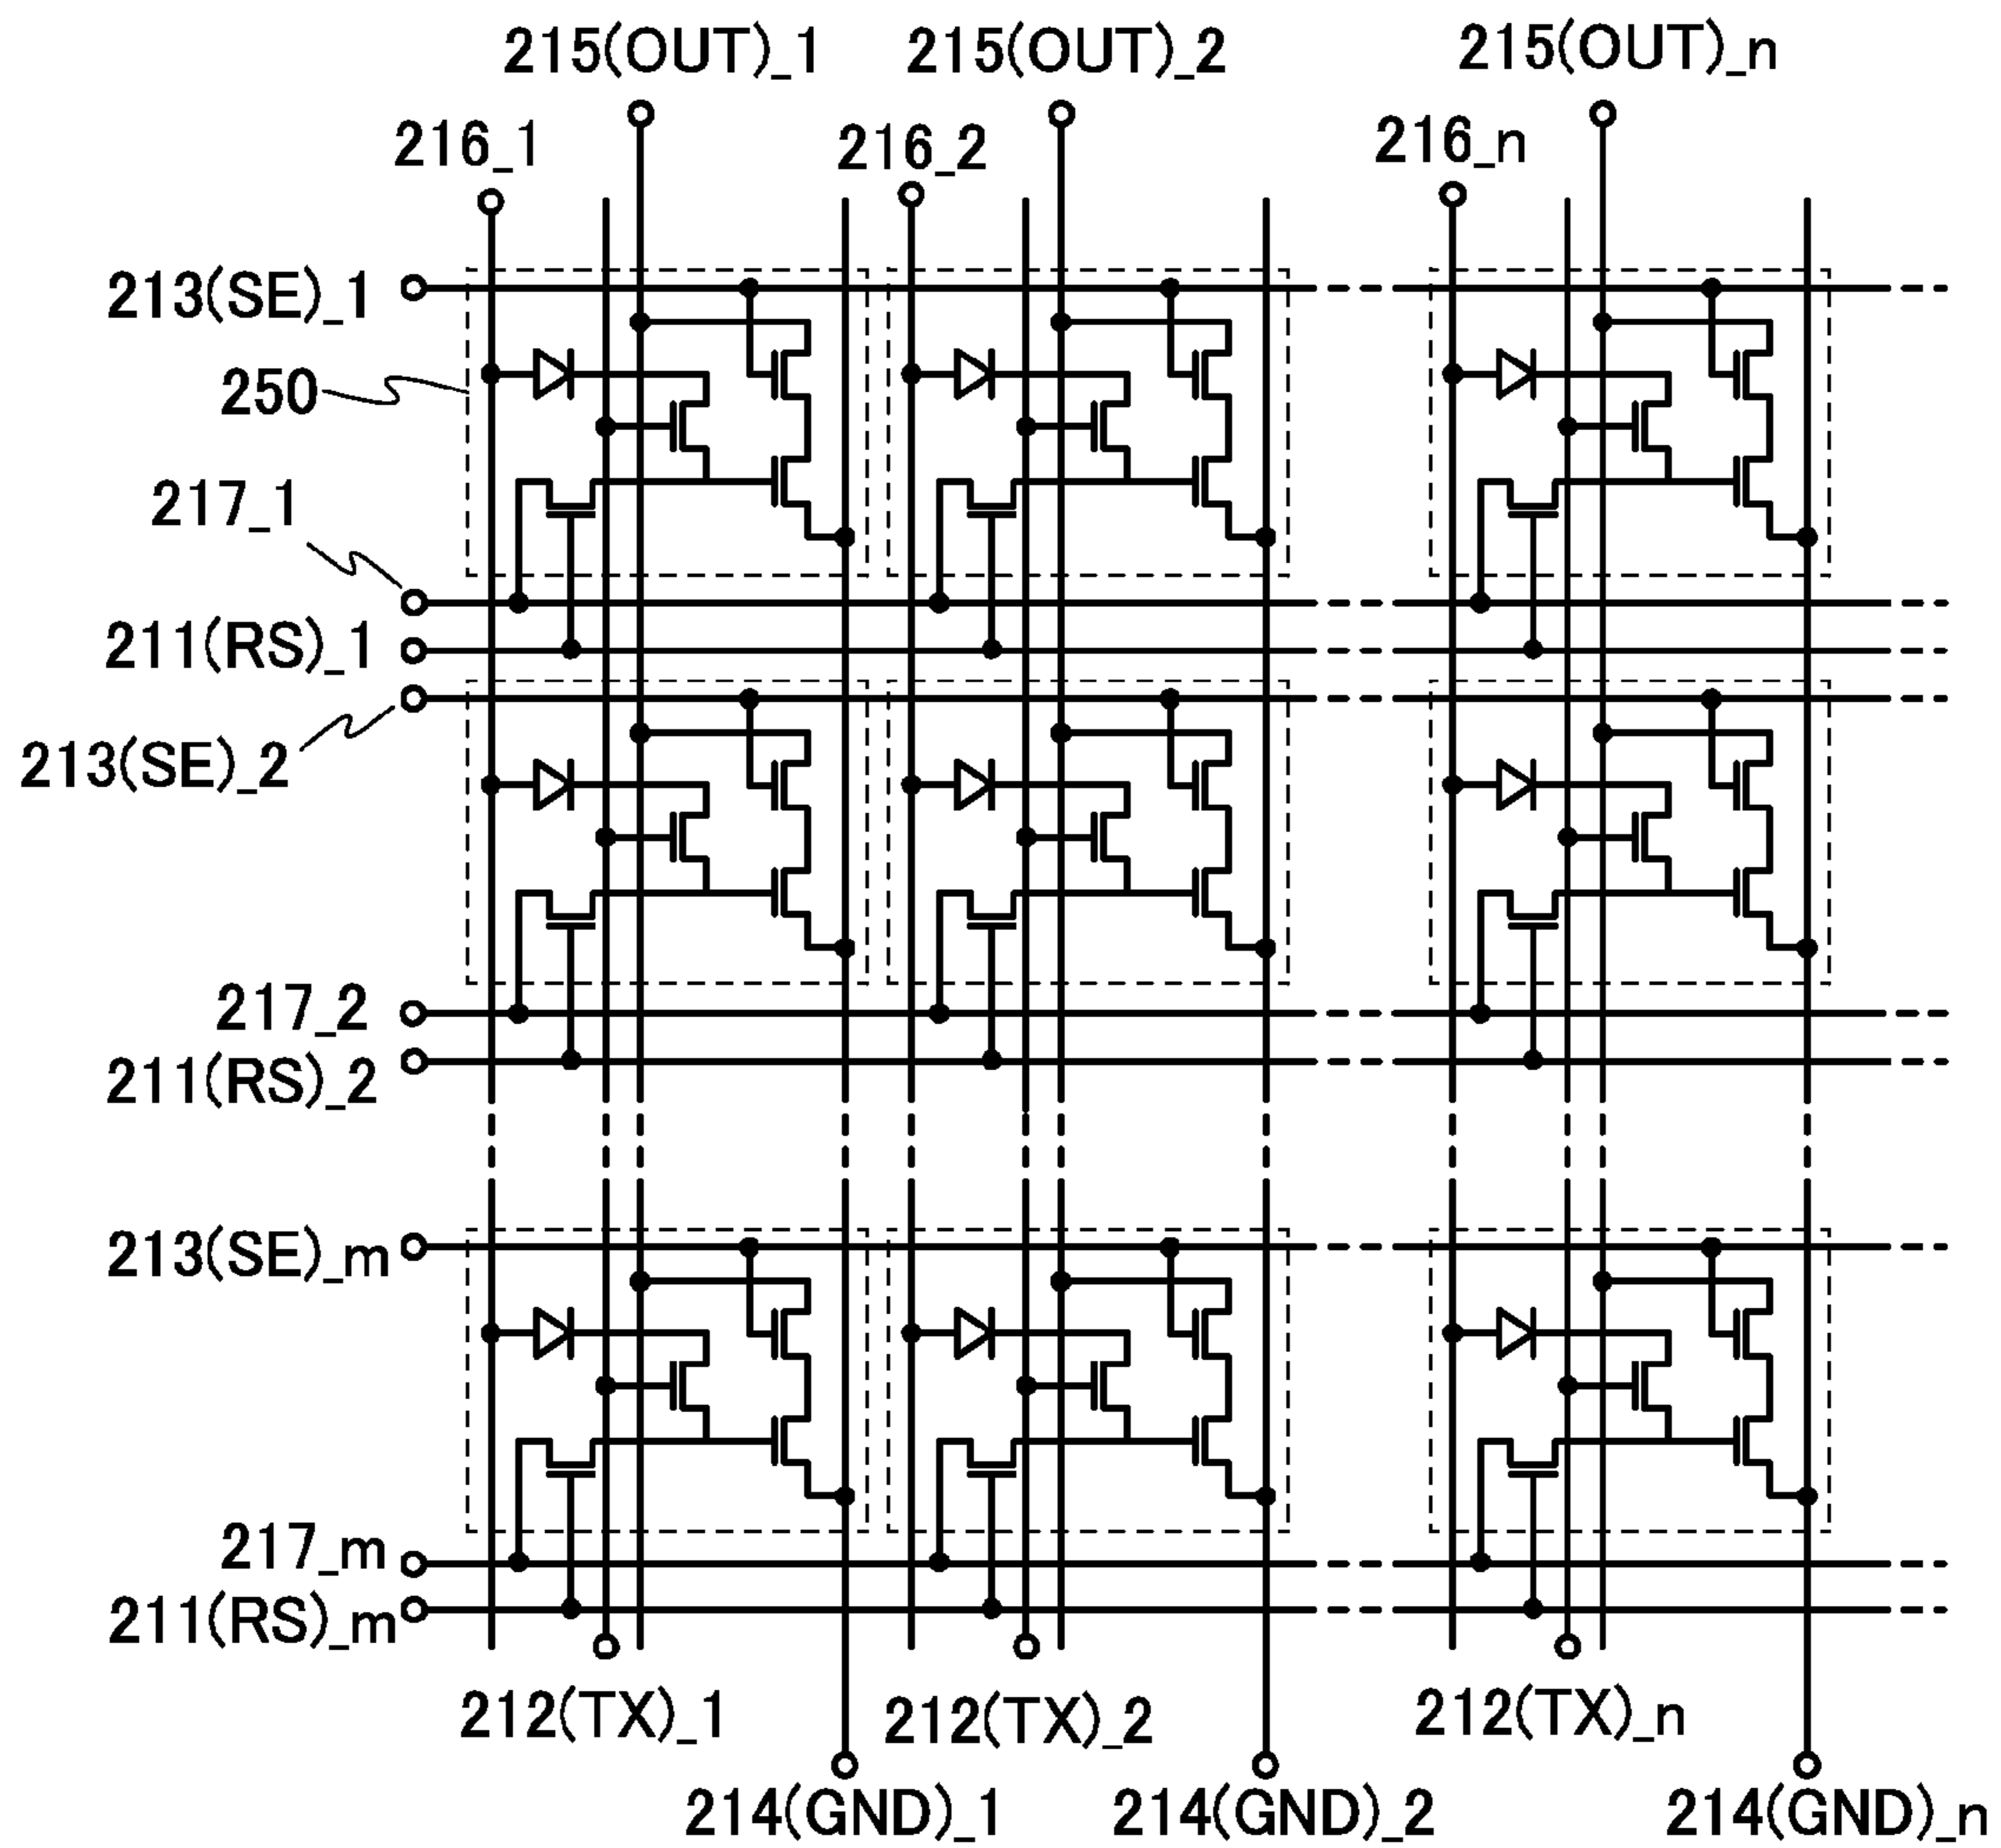 215(OUT)_1
215(OUT)_2
215(OUT)_n
216_1
216_2
216_n
213(SE)_1
250
217_1
211(RS)_1
213(SE)_2
217_2
211(RS)_2
213(SE)_m
217_m
211(RS)_m
212(TX)_1
212(TX)_2
212(TX)_n
214(GND)_1
214(GND)_2
214(GND)_n